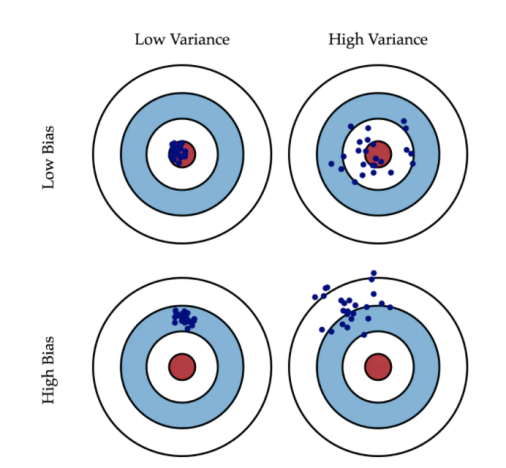 Low Variance
High Variance
Low Bias
High Bias